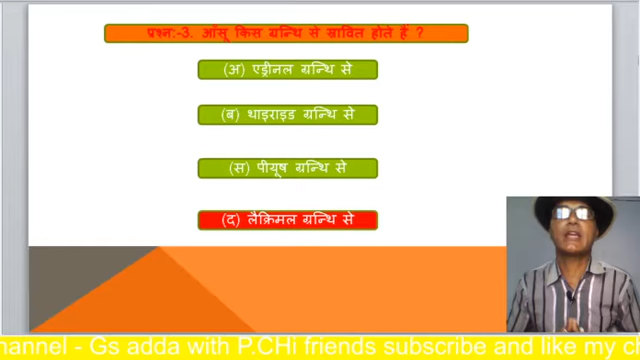 प्रश्न:-3. आँसू किस ग्रन्थि से स्रावित होते हैं ?
(अ) एड्रीनल ग्रन्थि से
(ब) थाइराइड ग्रन्थि से
(स) पीयूष ग्रन्थि से
(द) लैक्रिमल ग्रन्थि से
hannel - Gs adda with P.CHi friends subscribe and like my c